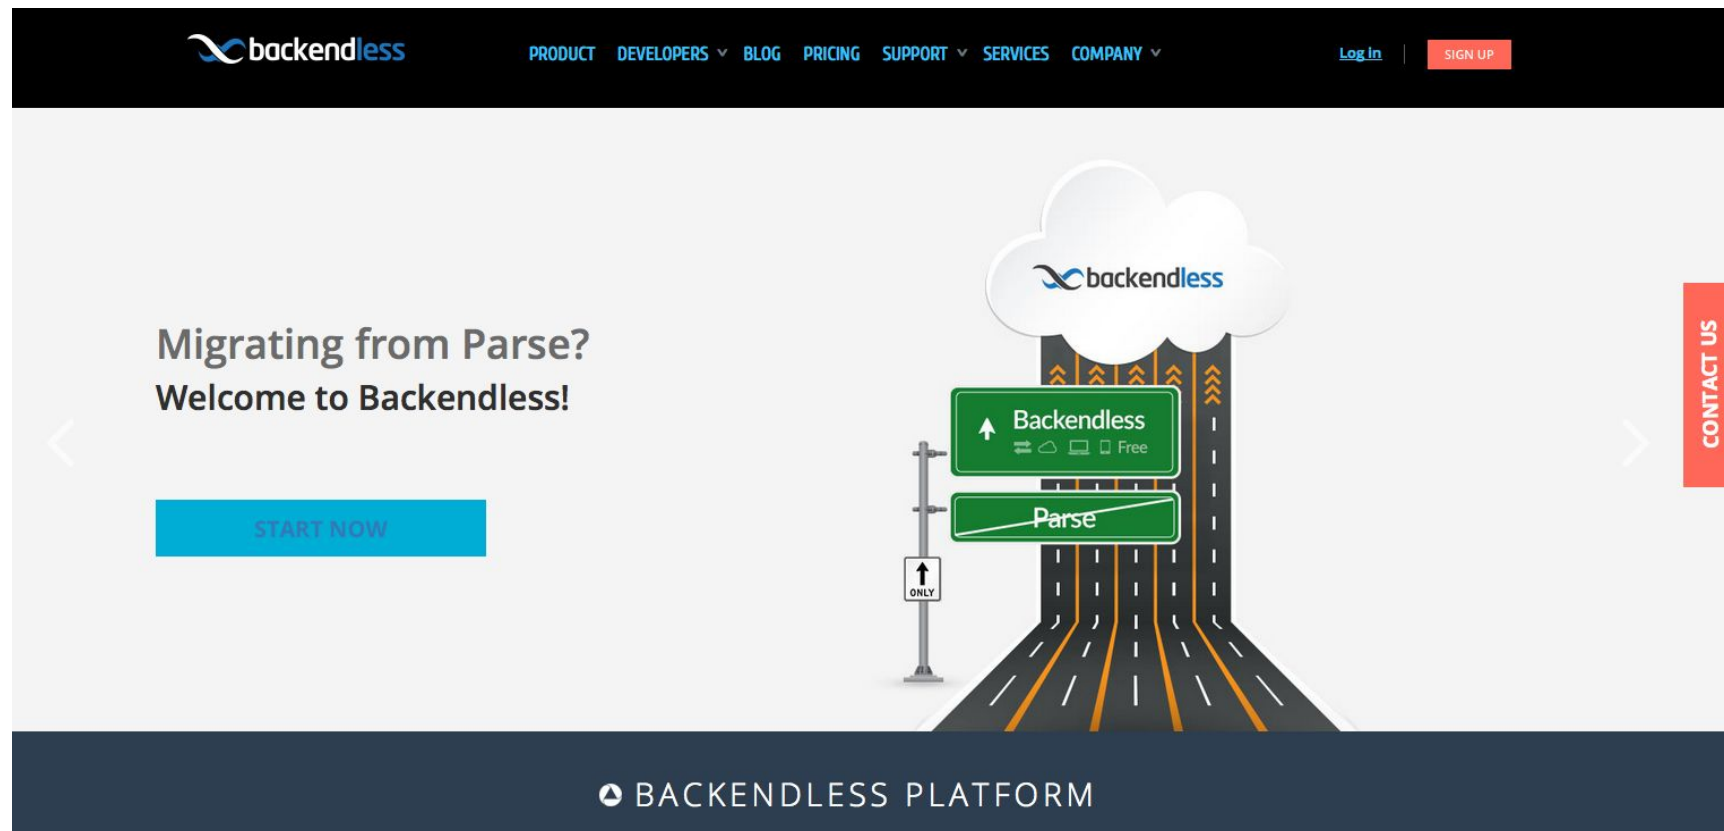 backendless
PRODUCT DEVELOPERS BLOG PRICING SUPPORT SERVICES COMPANY
Log in
SIGN UP
backendless
Migrating from Parse?
Welcome to Backendless!
START NOW
Backendless
Free
Parse
ONLY
CONTACT US
BACKENDLESS PLATFORM